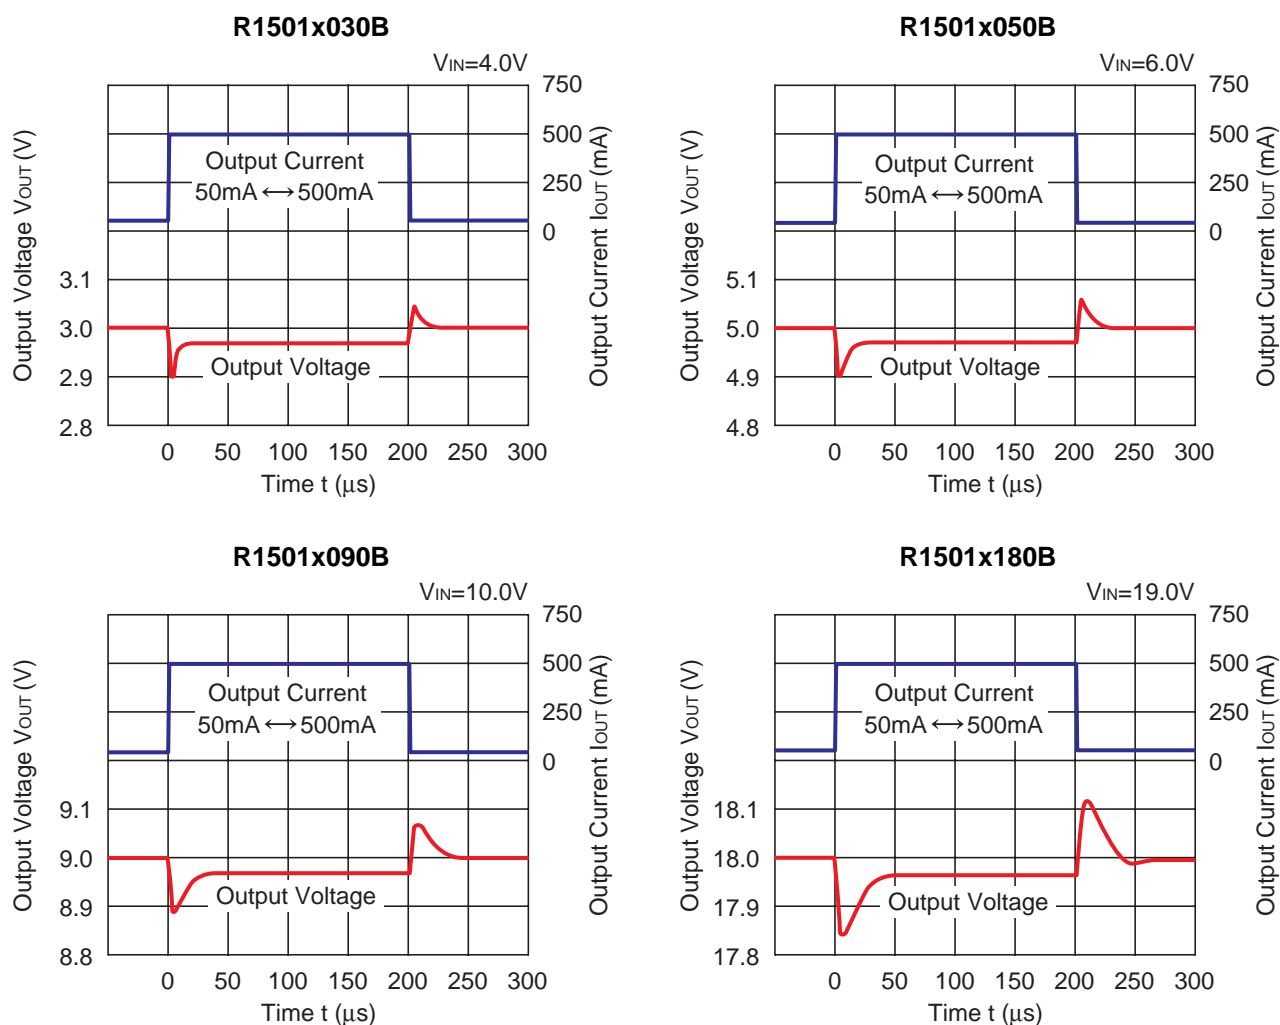 R1501x030B
VIN=4.0V
Output Voltage VOUT (V)
3.1
3.0
2.9
2.8
750
500
250
0
Output Current IOUT (mA)
Output Current
50mA ↔ 500mA
Output Voltage
0 50 100 150 200 250 300
Time t (μs)
R1501x050B
VIN=6.0V
Output Voltage VOUT (V)
5.1
5.0
4.9
4.8
750
500
250
0
Output Current IOUT (mA)
Output Current
50mA ↔ 500mA
Output Voltage
0 50 100 150 200 250 300
Time t (μs)
R1501x090B
VIN=10.0V
Output Voltage VOUT (V)
9.1
9.0
8.9
8.8
750
500
250
0
Output Current IOUT (mA)
Output Current
50mA ↔ 500mA
Output Voltage
0 50 100 150 200 250 300
Time t (μs)
R1501x180B
VIN=19.0V
Output Voltage VOUT (V)
18.1
18.0
17.9
17.8
750
500
250
0
Output Current IOUT (mA)
Output Current
50mA ↔ 500mA
Output Voltage
0 50 100 150 200 250 300
Time t (μs)